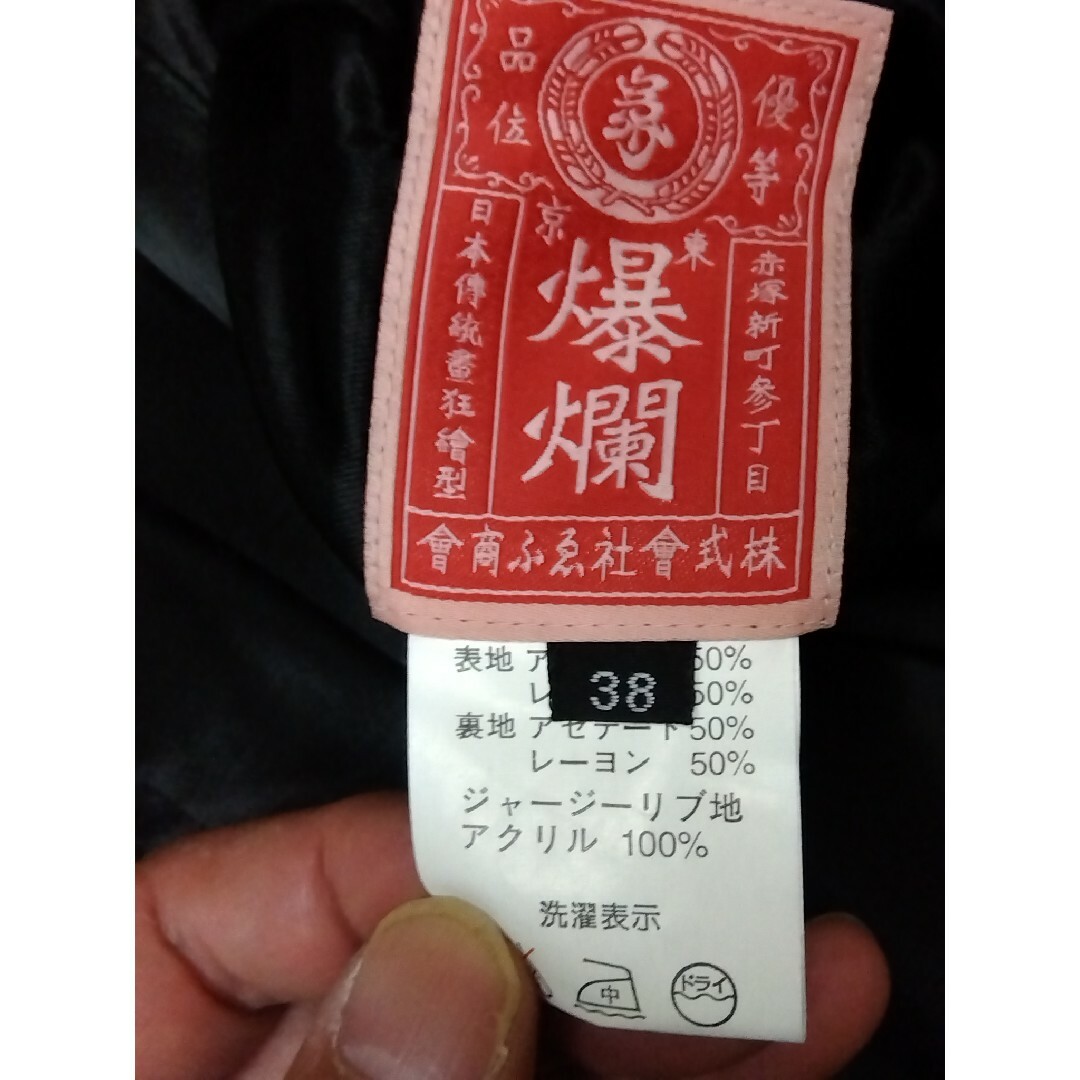 優等
品位
東京
爆爛
赤塚新町参丁目
日本傳統畫狂繪型
株式會社ゑふ商會
38
表地 ア 50%
レ 50%
裏地 アセテート50%
レーヨン 50%
ジャージーリブ地
アクリル 100%
洗濯表示
中
ドライ